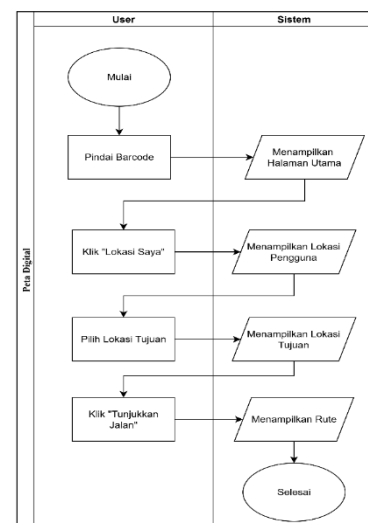 User
Sistem
Peta Digital
Mulai
Pindai Barcode
Menampilkan
Halaman Utama
Klik "Lokasi Saya"
Menampilkan Lokasi
Pengguna
Pilih Lokasi Tujuan
Menampilkan Lokasi
Tujuan
Klik "Tunjukkan
Jalan"
Menampilkan Rute
Selesai